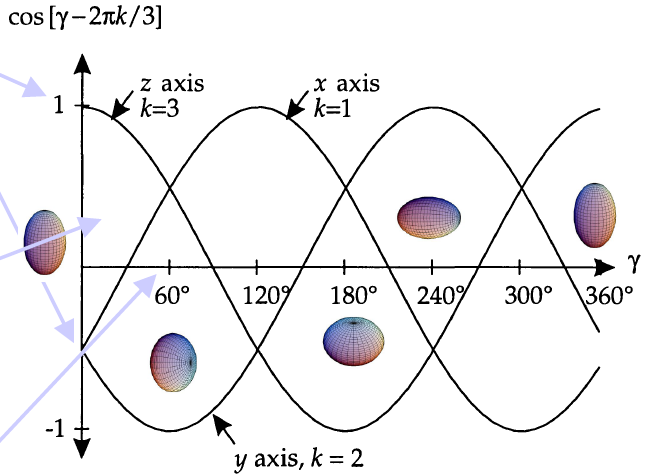 cos [γ−2πk/3]
z axis
k=3
x axis
k=1
1
γ
60° 120° 180° 240° 300° 360°
-1
y axis, k = 2